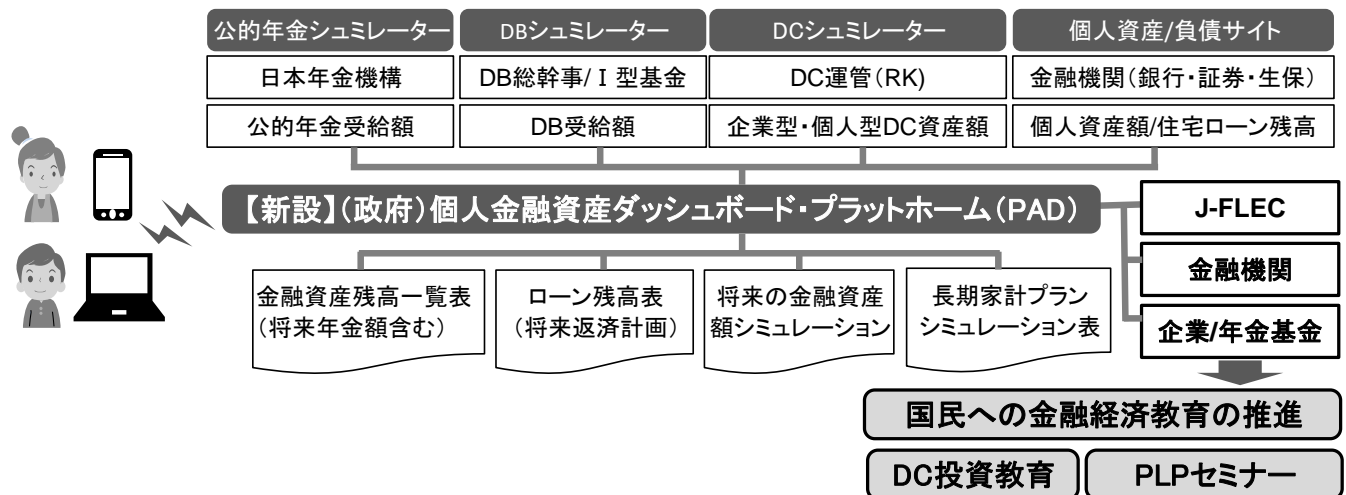 公的年金シュミレーター
DBシュミレーター
DCシュミレーター
個人資産/負債サイト
日本年金機構
DB総幹事/Ⅰ型基金
DC運管(RK)
金融機関(銀行・証券・生保)
公的年金受給額
DB受給額
企業型・個人型DC資産額
個人資産額/住宅ローン残高
【新設】(政府)個人金融資産ダッシュボード・プラットホーム(PAD)
J-FLEC
金融機関
企業/年金基金
金融資産残高一覧表
(将来年金額含む)
ローン残高表
(将来返済計画)
将来の金融資産
額シミュレーション
長期家計プラン
シミュレーション表
国民への金融経済教育の推進
DC投資教育
PLPセミナー